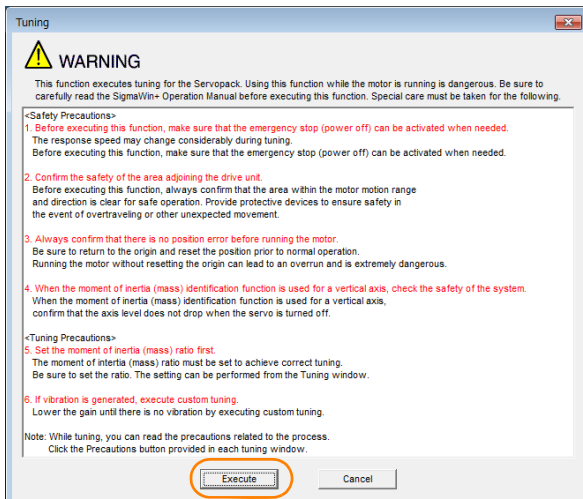 Tuning
WARNING
This function executes tuning for the Servopack. Using this function while the motor is running is dangerous. Be sure to
carefully read the SigmaWin+ Operation Manual before executing this function. Special care must be taken for the following.
<Safety Precautions>
1. Before executing this function, make sure that the emergency stop (power off) can be activated when needed.
The response speed may change considerably during tuning.
Before executing this function, make sure that the emergency stop (power off) can be activated when needed.
2. Confirm the safety of the area adjoining the drive unit.
Before executing this function, always confirm that the area within the motor motion range
and direction is clear for safe operation. Provide protective devices to ensure safety in
the event of overtraveling or other unexpected movement.
3. Always confirm that there is no position error before running the motor.
Be sure to return to the origin and reset the position prior to normal operation.
Running the motor without resetting the origin can lead to an overrun and is extremely dangerous.
4. When the moment of inertia (mass) identification function is used for a vertical axis, check the safety of the system.
When the moment of inertia (mass) identification function is used for a vertical axis,
confirm that the axis level does not drop when the servo is turned off.
<Tuning Precautions>
5. Set the moment of inertia (mass) ratio first.
The moment of intertia (mass) ratio must be set to achieve correct tuning.
Be sure to set the ratio. The setting can be performed from the Tuning window.
6. If vibration is generated, execute custom tuning.
Lower the gain until there is no vibration by executing custom tuning.
Note: While tuning, you can read the precautions related to the process.
Click the Precautions button provided in each tuning window.
Execute
Cancel